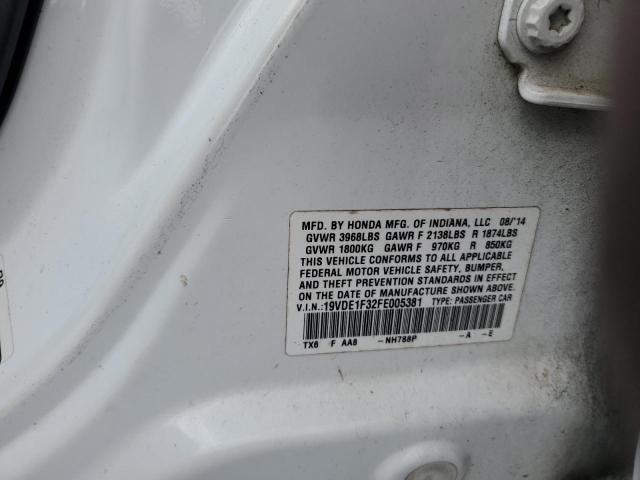 MFD. BY HONDA MFG. OF INDIANA, LLC 08/'14
GVWR 3968LBS GAWR F 2138LBS R 1874LBS
GVWR 1800KG GAWR F 970KG R 850KG
THIS VEHICLE CONFORMS TO ALL APPLICABLE
FEDERAL MOTOR VEHICLE SAFETY, BUMPER,
AND THEFT PREVENTION STANDARDS IN EFFECT
ON THE DATE OF MANUFACTURE SHOWN ABOVE.
V.I.N.:19VDE1F32FE005381 TYPE: PASSENGER CAR
TX6 F AA8 -NH788P -A -E